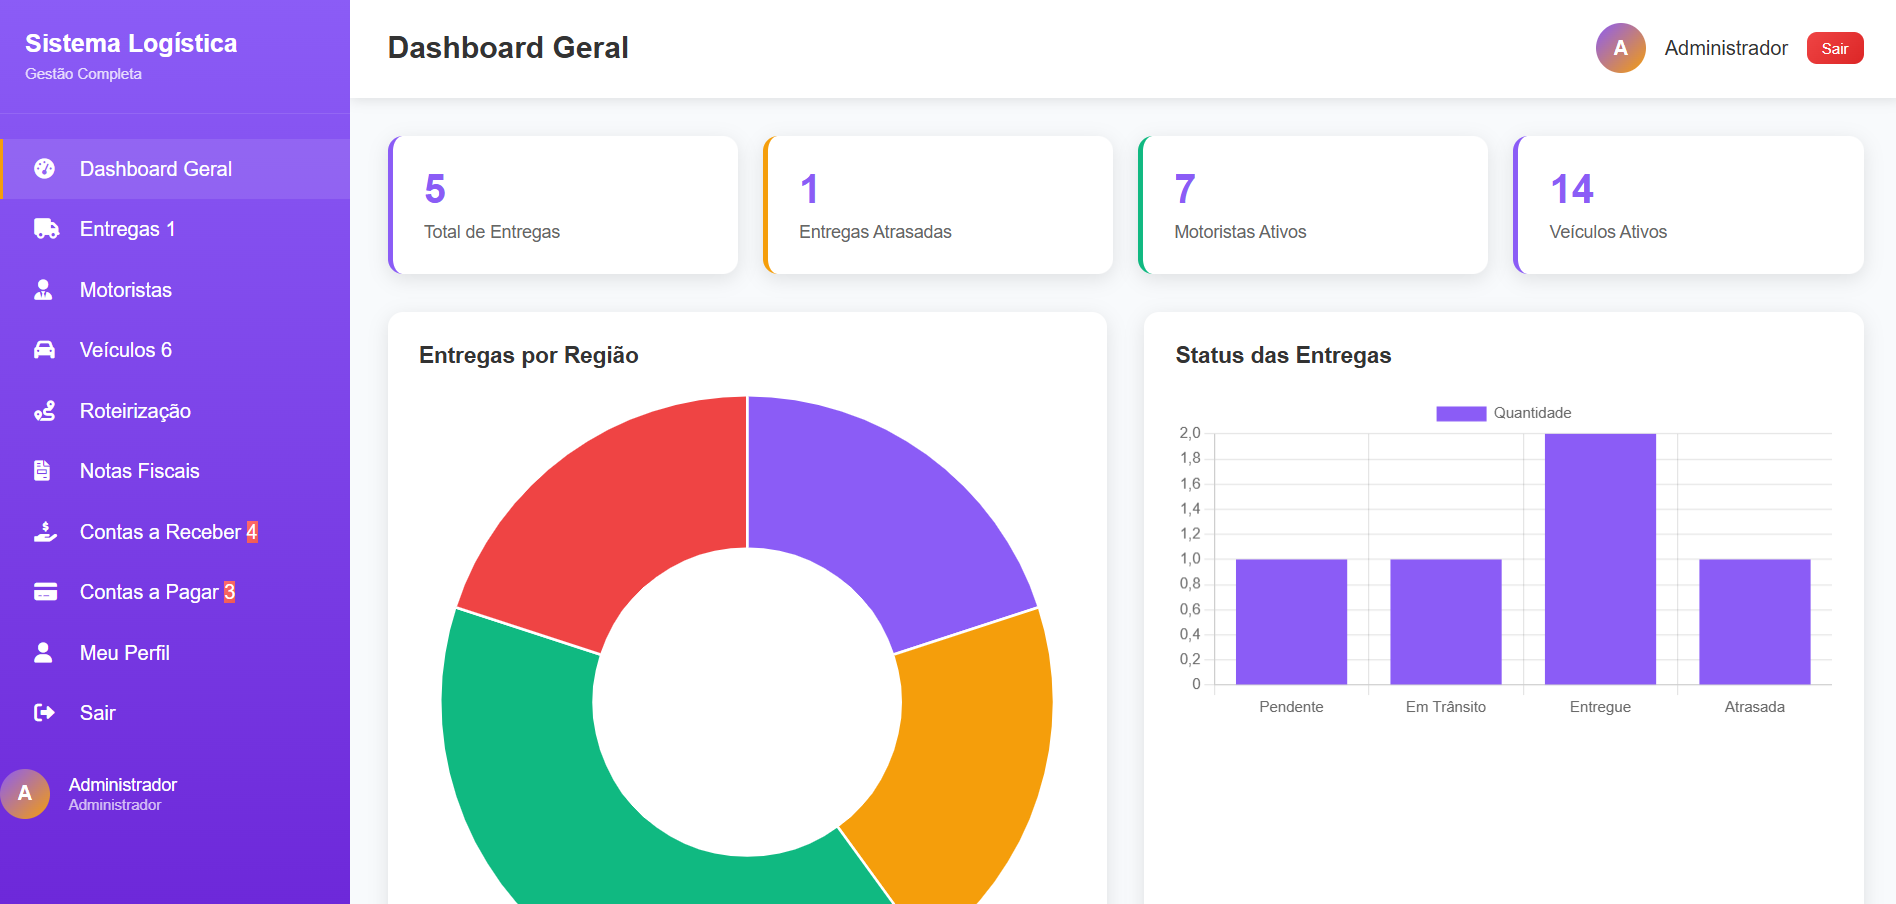 Sistema Logística
Gestão Completa
Dashboard Geral
Entregas 1
Motoristas
Veículos 6
Roteirização
Notas Fiscais
Contas a Receber 4
Contas a Pagar 3
Meu Perfil
Sair
A
Administrador
Administrador
Dashboard Geral
A
Administrador
Sair
5
Total de Entregas
1
Entregas Atrasadas
7
Motoristas Ativos
14
Veículos Ativos
Entregas por Região
Status das Entregas
Quantidade
2,0
1,8
1,6
1,4
1,2
1,0
0,8
0,6
0,4
0,2
0
Pendente
Em Trânsito
Entregue
Atrasada